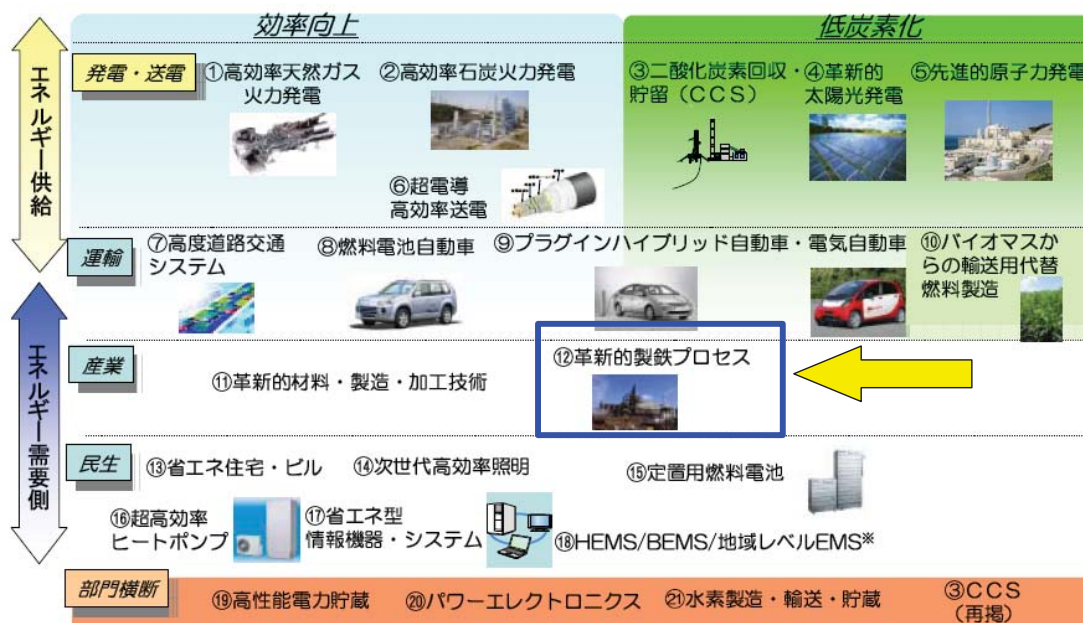 効率向上
低炭素化
エネルギー供給
発電・送電
①高効率天然ガス
火力発電
②高効率石炭火力発電
③二酸化炭素回収・
貯留（CCS）
④革新的
太陽光発電
⑤先進的原子力発電
⑥超電導
高効率送電
運輸
⑦高度道路交通
システム
⑧燃料電池自動車
⑨プラグインハイブリッド自動車・電気自動車
⑩バイオマスか
らの輸送用代替
燃料製造
エネルギー需要側
産業
⑪革新的材料・製造・加工技術
⑫革新的製鉄プロセス
民生
⑬省エネ住宅・ビル
⑭次世代高効率照明
⑮定置用燃料電池
⑯超高効率
ヒートポンプ
⑰省エネ型
情報機器・システム
⑱HEMS/BEMS/地域レベルEMS※
部門横断
⑲高性能電力貯蔵
⑳パワーエレクトロニクス
㉑水素製造・輸送・貯蔵
③CCS
（再掲）